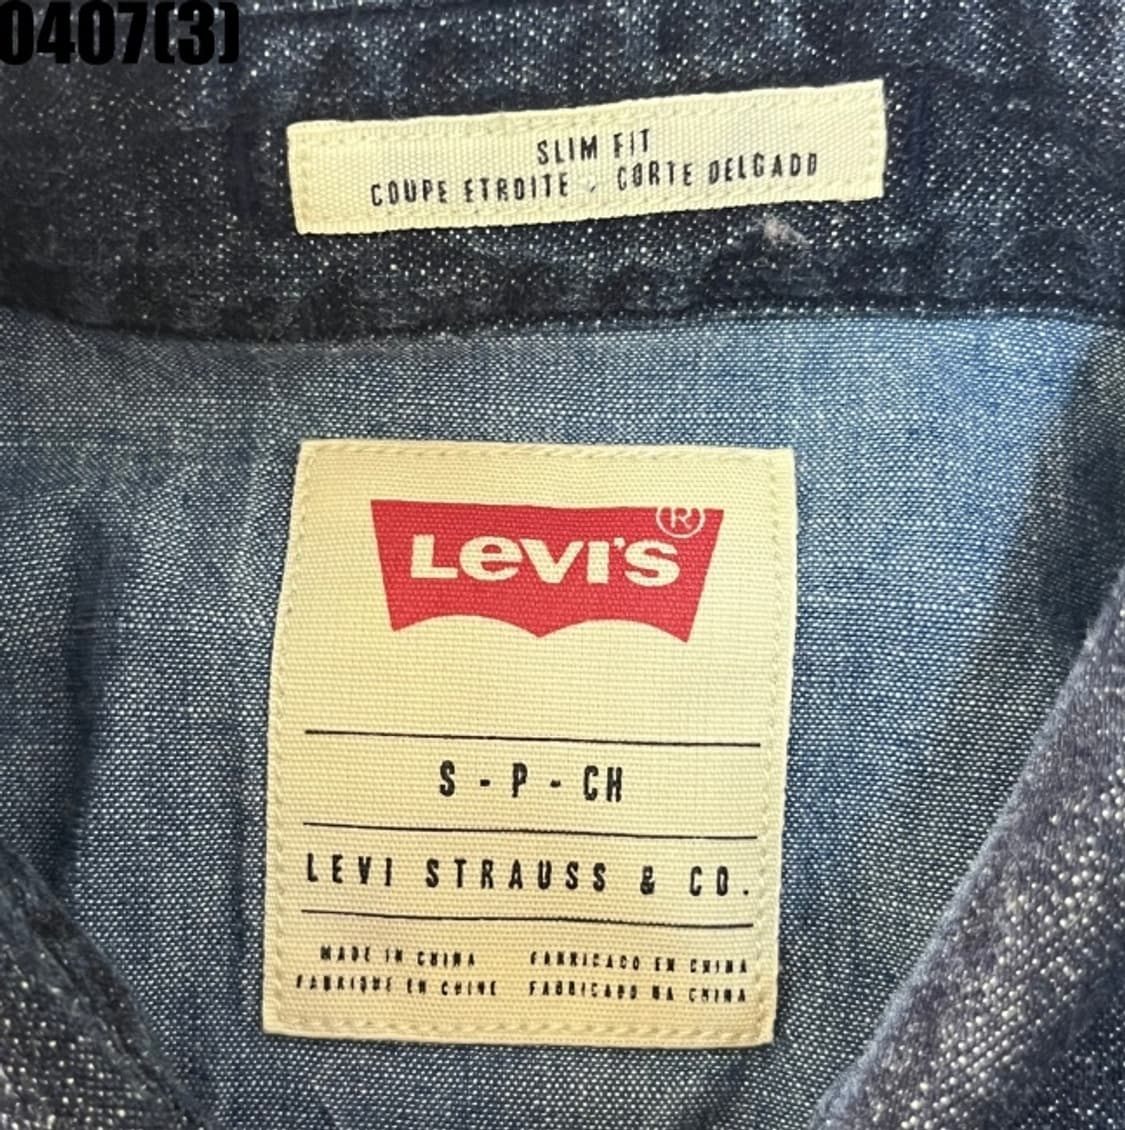 0407(3)
SLIM FIT
COUPE ETROITE - CORTE DELGADO
LEVI'S®
S - P - CH
LEVI STRAUSS & CO.
MADE IN CHINA FABRICADO EN CHINA
FABRIQUE EN CHINE FABRICADO NA CHINA